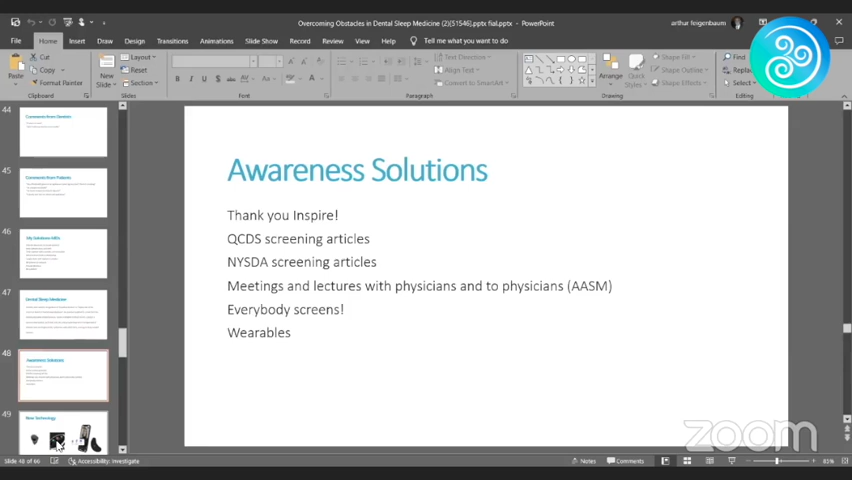 Overcoming Obstacles in Dental Sleep Medicine (2)[51546].pptx fial.pptx - PowerPoint
arthur feigenbaum
File Home Insert Draw Design Transitions Animations Slide Show Record Review View Help Tell me what you want to do
Paste
Cut
Copy
Format Painter
Clipboard
New
Slide
Layout
Reset
Section
Slides
Font
Text Direction
Align Text
Convert to SmartArt
Paragraph
Arrange
Quick
Styles
Shape Fill
Shape Outline
Shape Effects
Drawing
Find
Replace
Select
Editing
44
Comments from Dentists
45
Comments from Patients
46
47
48
Awareness Solutions
49
New Technology
Awareness Solutions
Thank you Inspire!
QCDS screening articles
NYSDA screening articles
Meetings and lectures with physicians and to physicians (AASM)
Everybody screens!
Wearables
zoom
Slide 48 of 66
Accessibility: Investigate
Notes
Comments
85%